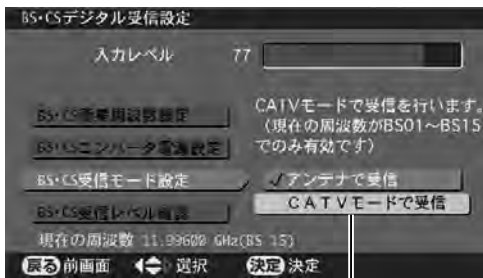 BS･CSデジタル受信設定
入力レベル 77
BS･CS衛星周波数設定
BS･CSコンバータ電源設定
BS･CS受信モード設定
BS･CS受信レベル確認
CATVモードで受信を行います。
(現在の周波数がBS01〜BS15
でのみ有効です)
✓アンテナで受信
CATVモードで受信
現在の周波数 11.99600 GHz(BS 15)
戻る 前画面 選択 決定 決定